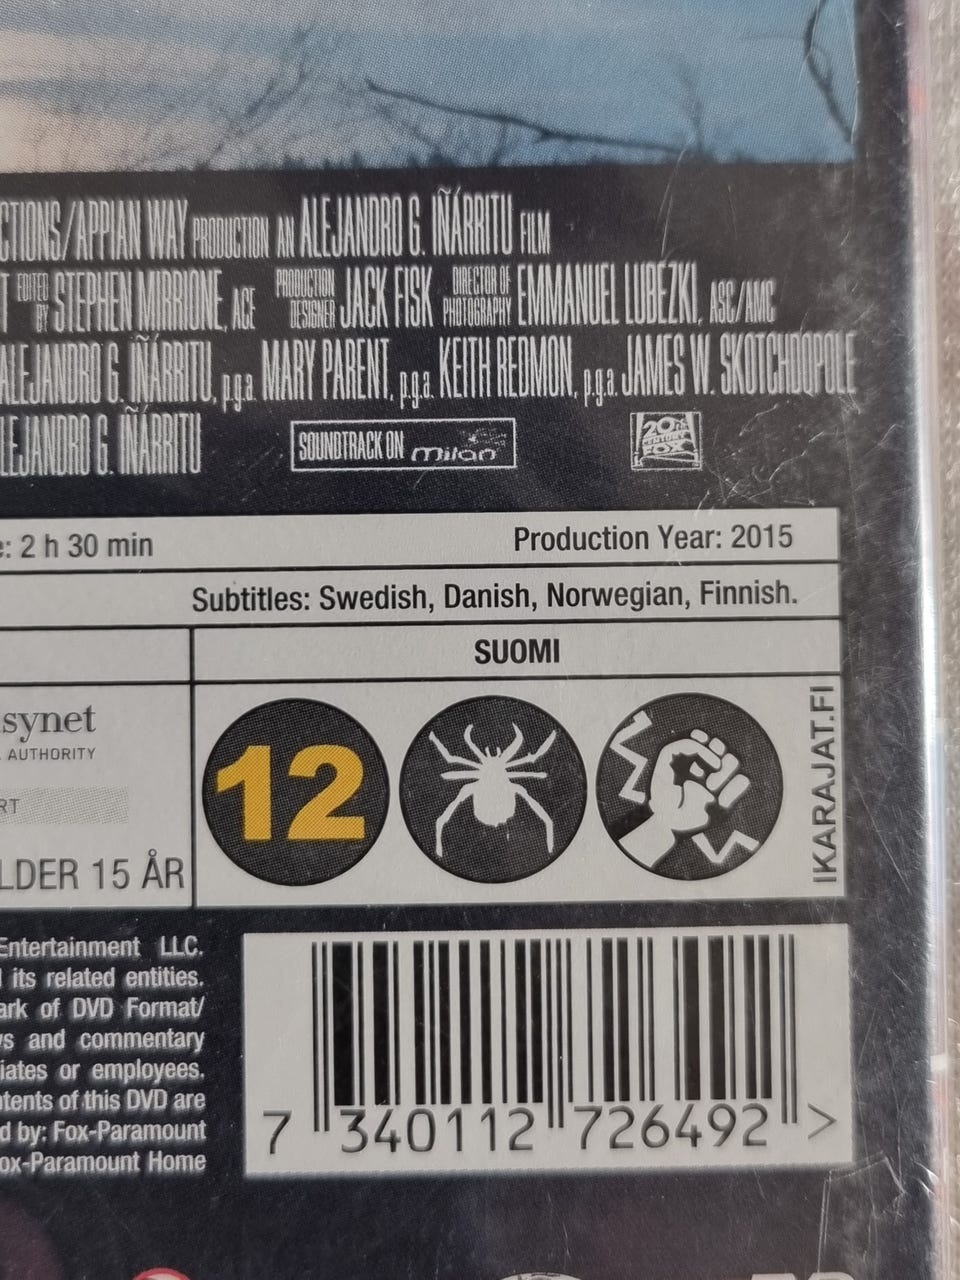 CTIONS/APPIAN WAY PRODUCTION AN ALEJANDRO G. IÑÁRRITU FILM
T EDITED BY STEPHEN MIRRIONE, ACE PRODUCTION DESIGNER JACK FISK DIRECTOR OF PHOTOGRAPHY EMMANUEL LUBEZKI, ASC/AMC
ALEJANDRO G. IÑÁRRITU, p.g.a. MARY PARENT, p.g.a. KEITH REDMON, p.g.a. JAMES W. SKOTCHDOPOLE
LEJANDRO G. IÑÁRRITU SOUNDTRACK ON milan 20TH CENTURY FOX
e: 2 h 30 min Production Year: 2015
Subtitles: Swedish, Danish, Norwegian, Finnish.
SUOMI
synet
AUTHORITY
RT
LDER 15 ÅR
12
IKARAJAT.FI
Entertainment LLC.
its related entities.
ark of DVD Format/
ws and commentary
iates or employees.
ntents of this DVD are
d by: Fox-Paramount
ox-Paramount Home
7 340112 726492 >